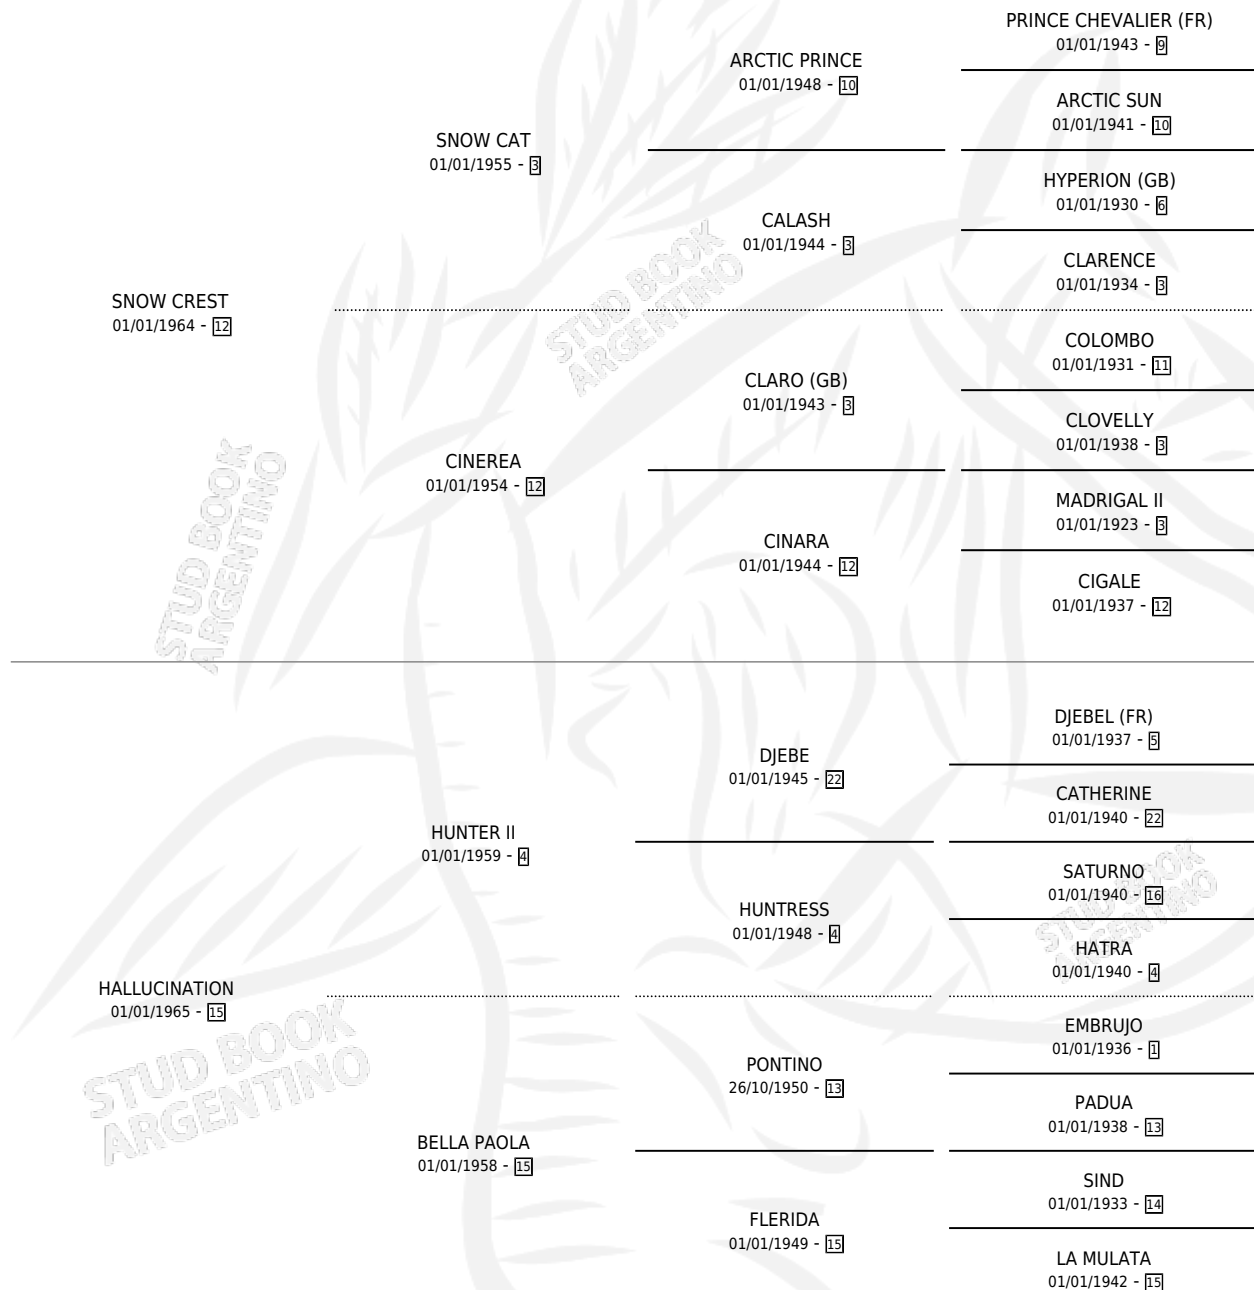 PRINCE CHEVALIER (FR)
01/01/1943 - 9
ARCTIC PRINCE
01/01/1948 - 10
ARCTIC SUN
01/01/1941 - 10
SNOW CAT
01/01/1955 - 3
HYPERION (GB)
01/01/1930 - 6
CALASH
01/01/1944 - 3
CLARENCE
01/01/1934 - 3
SNOW CREST
01/01/1964 - 12
COLOMBO
01/01/1931 - 11
CLARO (GB)
01/01/1943 - 3
CLOVELLY
01/01/1938 - 3
CINEREA
01/01/1954 - 12
MADRIGAL II
01/01/1923 - 3
CINARA
01/01/1944 - 12
CIGALE
01/01/1937 - 12
DJEBEL (FR)
01/01/1937 - 5
DJEBE
01/01/1945 - 22
CATHERINE
01/01/1940 - 22
HUNTER II
01/01/1959 - 4
SATURNO
01/01/1940 - 16
HUNTRESS
01/01/1948 - 4
HATRA
01/01/1940 - 4
HALLUCINATION
01/01/1965 - 15
EMBRUJO
01/01/1936 - 1
PONTINO
26/10/1950 - 13
PADUA
01/01/1938 - 13
BELLA PAOLA
01/01/1958 - 15
SIND
01/01/1933 - 14
FLERIDA
01/01/1949 - 15
LA MULATA
01/01/1942 - 15
STUD BOOK
ARGENTINO
STUD BOOK
ARGENTINO
STUD BOOK
ARGENTINO
STUD BOOK
ARGENTINO